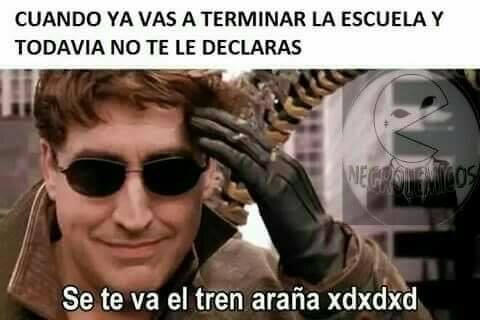 CUANDO YA VAS A TERMINAR LA ESCUELA Y
TODAVIA NO TE LE DECLARAS
NEGROLEMICOS
Se te va el tren araña xdxdxd